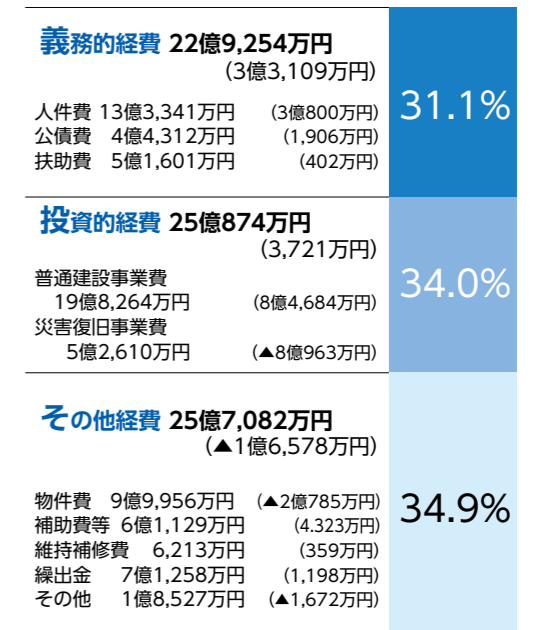 義務的経費 22億9,254万円
(3億3,109万円)
31.1%
人件費 13億3,341万円 (3億800万円)
公債費 4億4,312万円 (1,906万円)
扶助費 5億1,601万円 (402万円)
投資的経費 25億874万円
(3,721万円)
34.0%
普通建設事業費
19億8,264万円 (8億4,684万円)
災害復旧事業費
5億2,610万円 (▲8億963万円)
その他経費 25億7,082万円
(▲1億6,578万円)
34.9%
物件費 9億9,956万円 (▲2億785万円)
補助費等 6億1,129万円 (4.323万円)
維持補修費 6,213万円 (359万円)
繰出金 7億1,258万円 (1,198万円)
その他 1億8,527万円 (▲1,672万円)